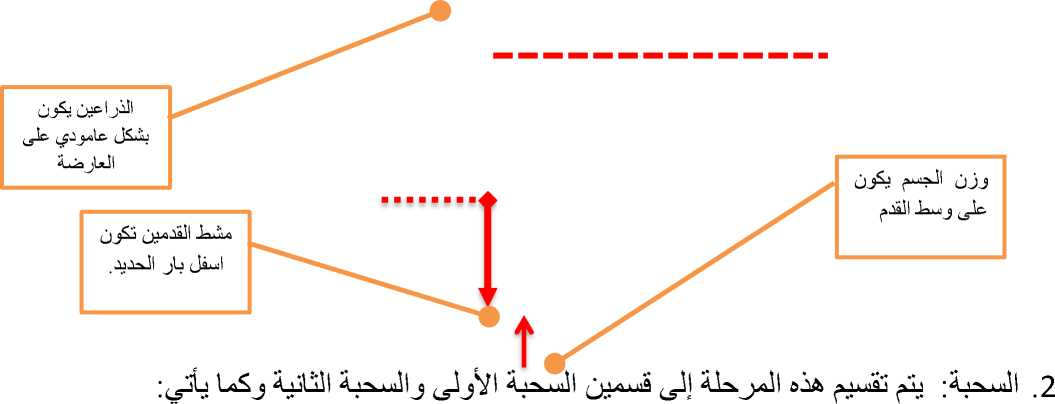 الذراعين يكون
بشكل عامودي على
العارضة
وزن الجسم يكون
على وسط القدم
مشط القدمين تكون
اسفل بار الحديد.
2. السحبة: يتم تقسيم هذه المرحلة إلى قسمين السحبة الأولى والسحبة الثانية وكما يأتي: